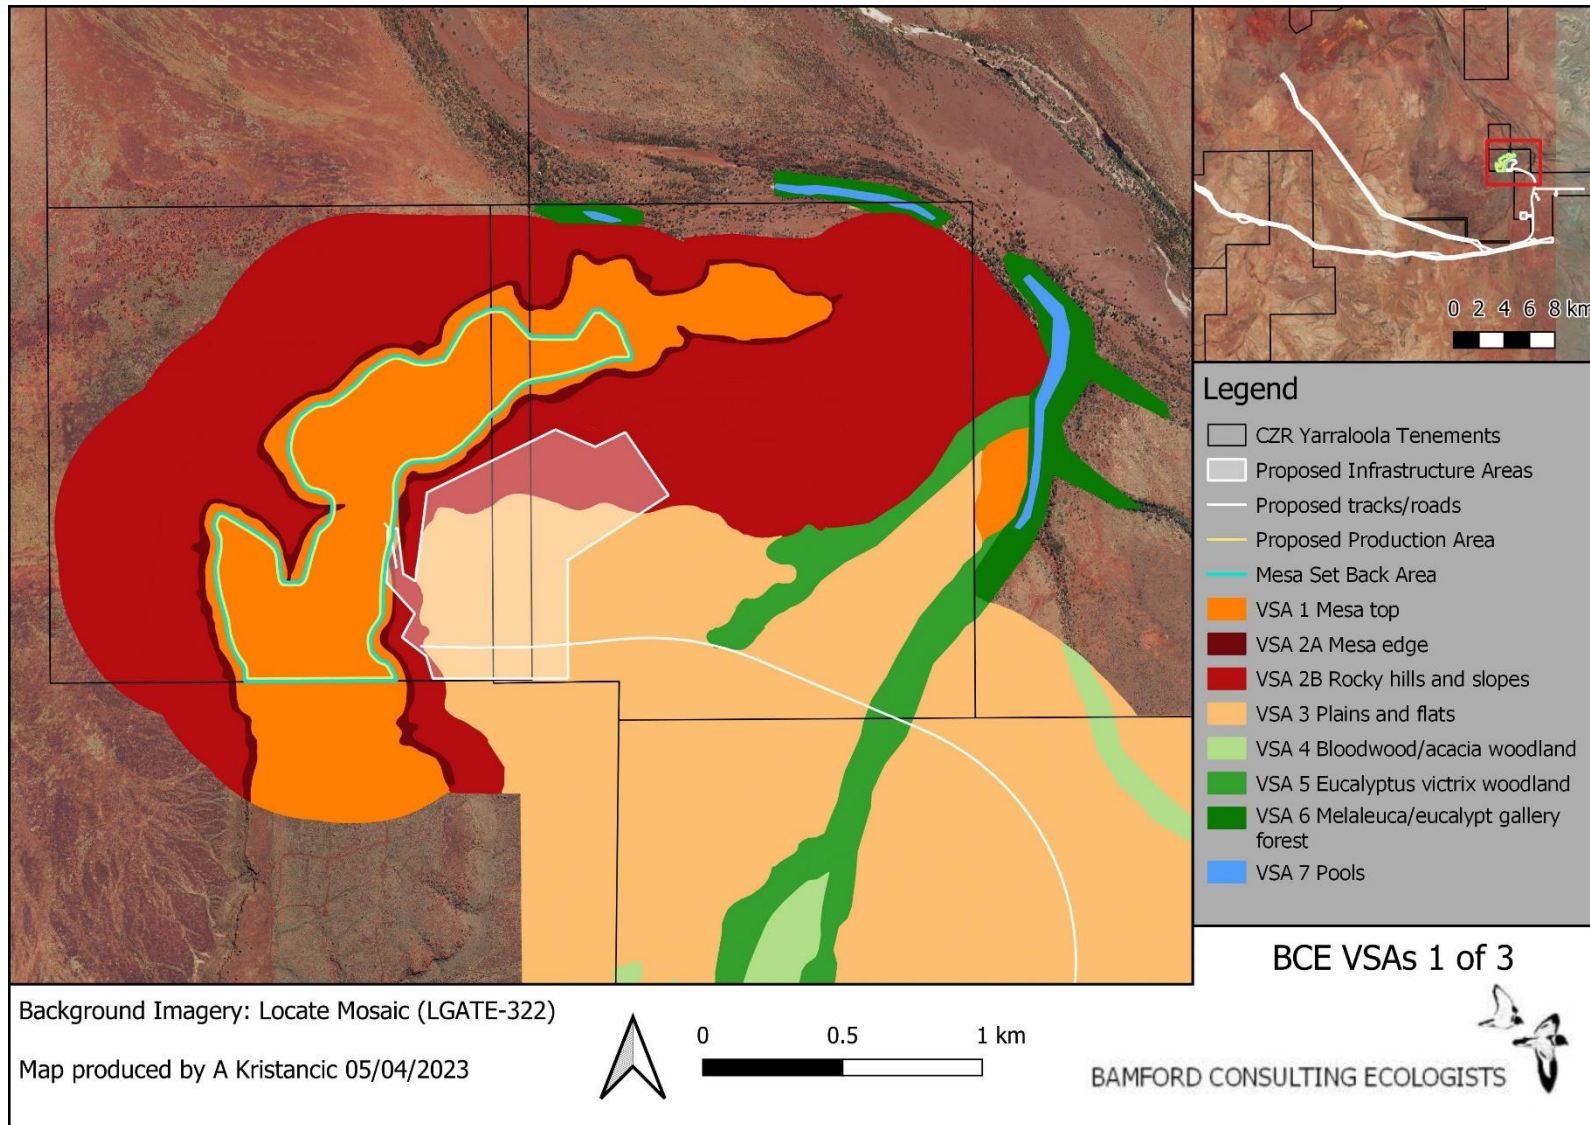 0 2 4 6 8 km
Legend
CZR Yarraloola Tenements
Proposed Infrastructure Areas
Proposed tracks/roads
Proposed Production Area
Mesa Set Back Area
VSA 1 Mesa top
VSA 2A Mesa edge
VSA 2B Rocky hills and slopes
VSA 3 Plains and flats
VSA 4 Bloodwood/acacia woodland
VSA 5 Eucalyptus victrix woodland
VSA 6 Melaleuca/eucalypt gallery
forest
VSA 7 Pools
BCE VSAs 1 of 3
Background Imagery: Locate Mosaic (LGATE-322)
Map produced by A Kristancic 05/04/2023
0 0.5 1 km
BAMFORD CONSULTING ECOLOGISTS